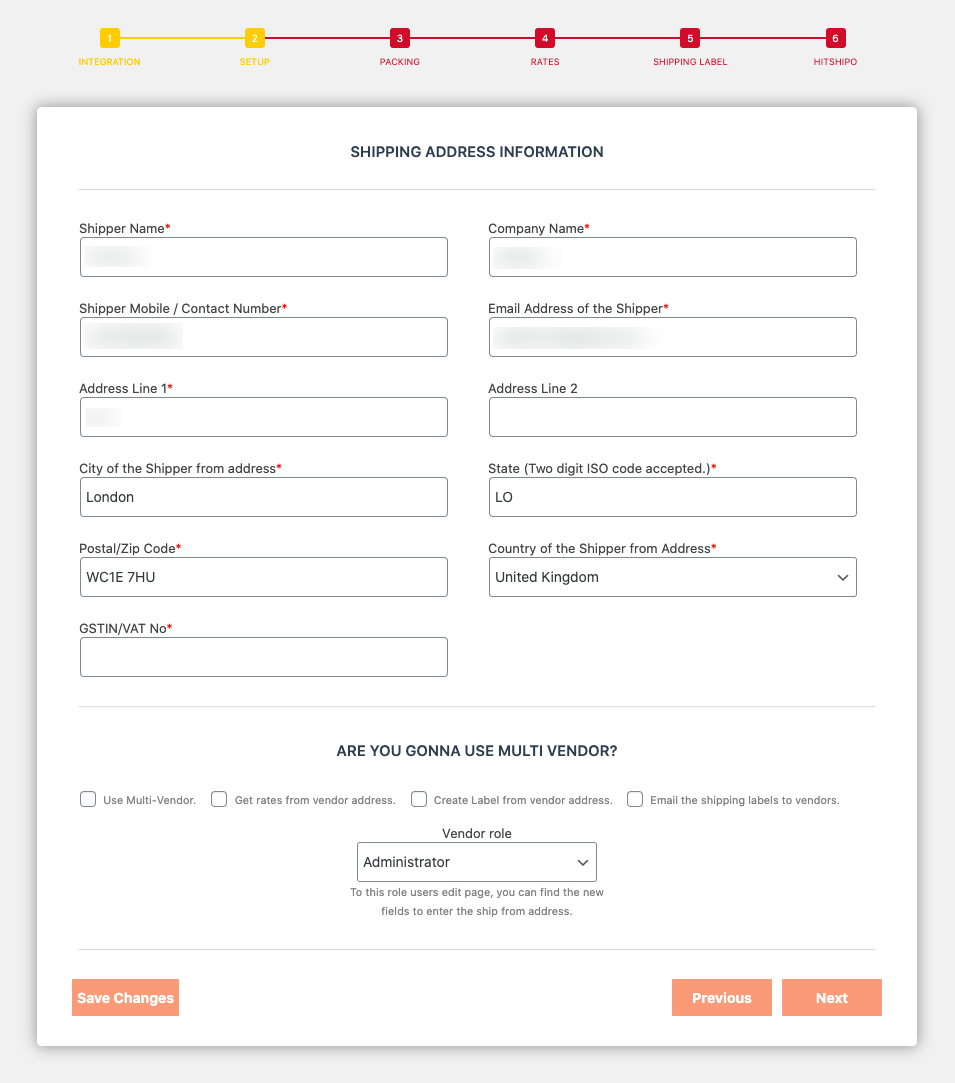 1 2 3 4 5 6
INTEGRATION SETUP PACKING RATES SHIPPING LABEL HITSHIPO
SHIPPING ADDRESS INFORMATION
Shipper Name* Company Name*
Shipper Mobile / Contact Number* Email Address of the Shipper*
Address Line 1* Address Line 2
City of the Shipper from address* State (Two digit ISO code accepted.)*
London LO
Postal/Zip Code* Country of the Shipper from Address*
WC1E 7HU United Kingdom
GSTIN/VAT No*
ARE YOU GONNA USE MULTI VENDOR?
Use Multi-Vendor. Get rates from vendor address. Create Label from vendor address. Email the shipping labels to vendors.
Vendor role
Administrator
To this role users edit page, you can find the new
fields to enter the ship from address.
Save Changes Previous Next